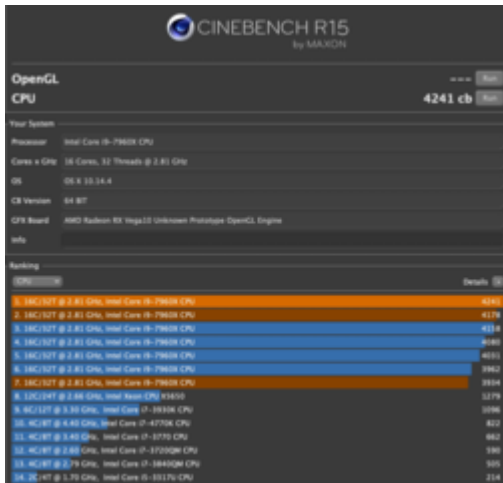 CINEBENCH R15
by MAXON
OpenGL --- Run
CPU 4241 cb Run
Your System
Processor Intel Core i9-7960X CPU
Cores x GHz 16 Cores, 32 Threads @ 2.81 GHz
OS OS X 10.14.4
CB Version 64 BIT
GFX Board AMD Radeon RX Vega10 Unknown Prototype OpenGL Engine
Info
Ranking
CPU Details
1. 16C/32T @ 2.81 GHz, Intel Core i9-7960X CPU 4241
2. 16C/32T @ 2.81 GHz, Intel Core i9-7960X CPU 4178
3. 16C/32T @ 2.81 GHz, Intel Core i9-7960X CPU
4. 16C/32T @ 2.81 GHz, Intel Core i9-7960X CPU
5. 16C/32T @ 2.81 GHz, Intel Core i9-7960X CPU 4031
6. 16C/32T @ 2.81 GHz, Intel Core i9-7960X CPU 3962
7. 16C/32T @ 2.81 GHz, Intel Core i9-7960X CPU 3934
8. 12C/24T @ 2.66 GHz, Intel Xeon CPU X5650 1279
9. 6C/12T @ 3.30 GHz, Intel Core i7-3930K CPU 1096
10. 4C/8T @ 4.40 GHz, Intel Core i7-4770K CPU 822
11. 4C/8T @ 3.40 GHz, Intel Core i7-3770 CPU 662
12. 4C/8T @ 2.60 GHz, Intel Core i7-3720QM CPU 590
13. 4C/8T @ 2.79 GHz, Intel Core i7-3840QM CPU 505
14. 2C/4T @ 1.70 GHz, Intel Core i5-3317U CPU 214